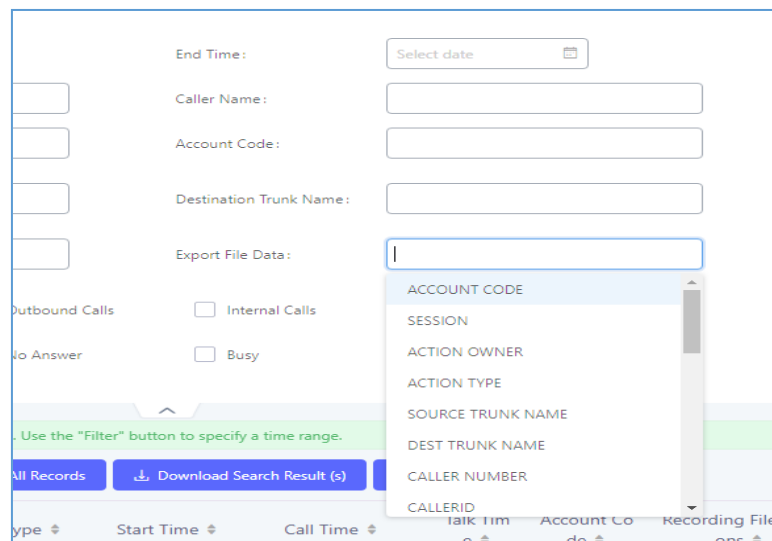 End Time:
Select date
Caller Name:
Account Code:
Destination Trunk Name:
Export File Data:
ACCOUNT CODE
SESSION
ACTION OWNER
ACTION TYPE
SOURCE TRUNK NAME
DEST TRUNK NAME
CALLER NUMBER
CALLERID
Outbound Calls
Internal Calls
No Answer
Busy
. Use the "Filter" button to specify a time range.
All Records
Download Search Result (s)
ype
Start Time
Call Time
Talk Tim
e
Account Co
de
Recording File
ons